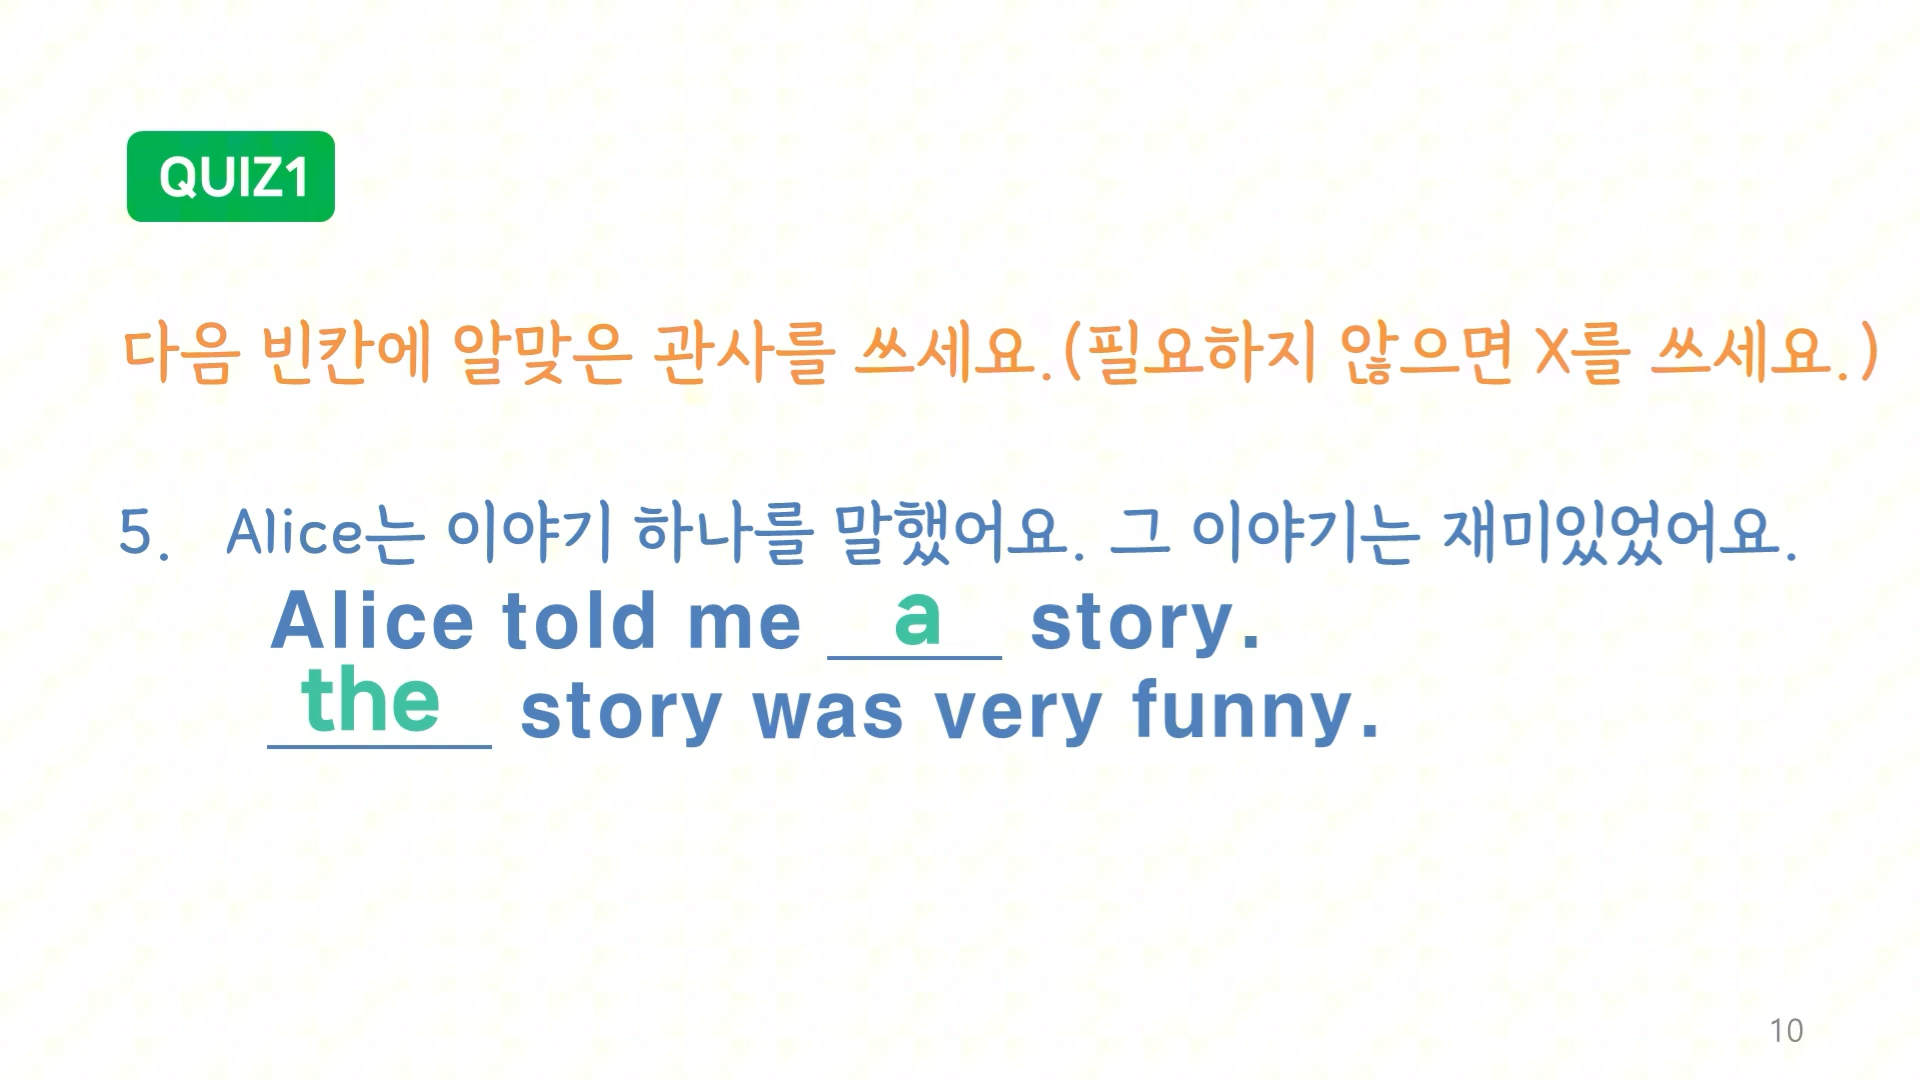 QUIZ1
다음 빈칸에 알맞은 관사를 쓰세요.(필요하지 않으면 X를 쓰세요.)
5. Alice는 이야기 하나를 말했어요. 그 이야기는 재미있었어요.
Alice told me a story.
the story was very funny.
10